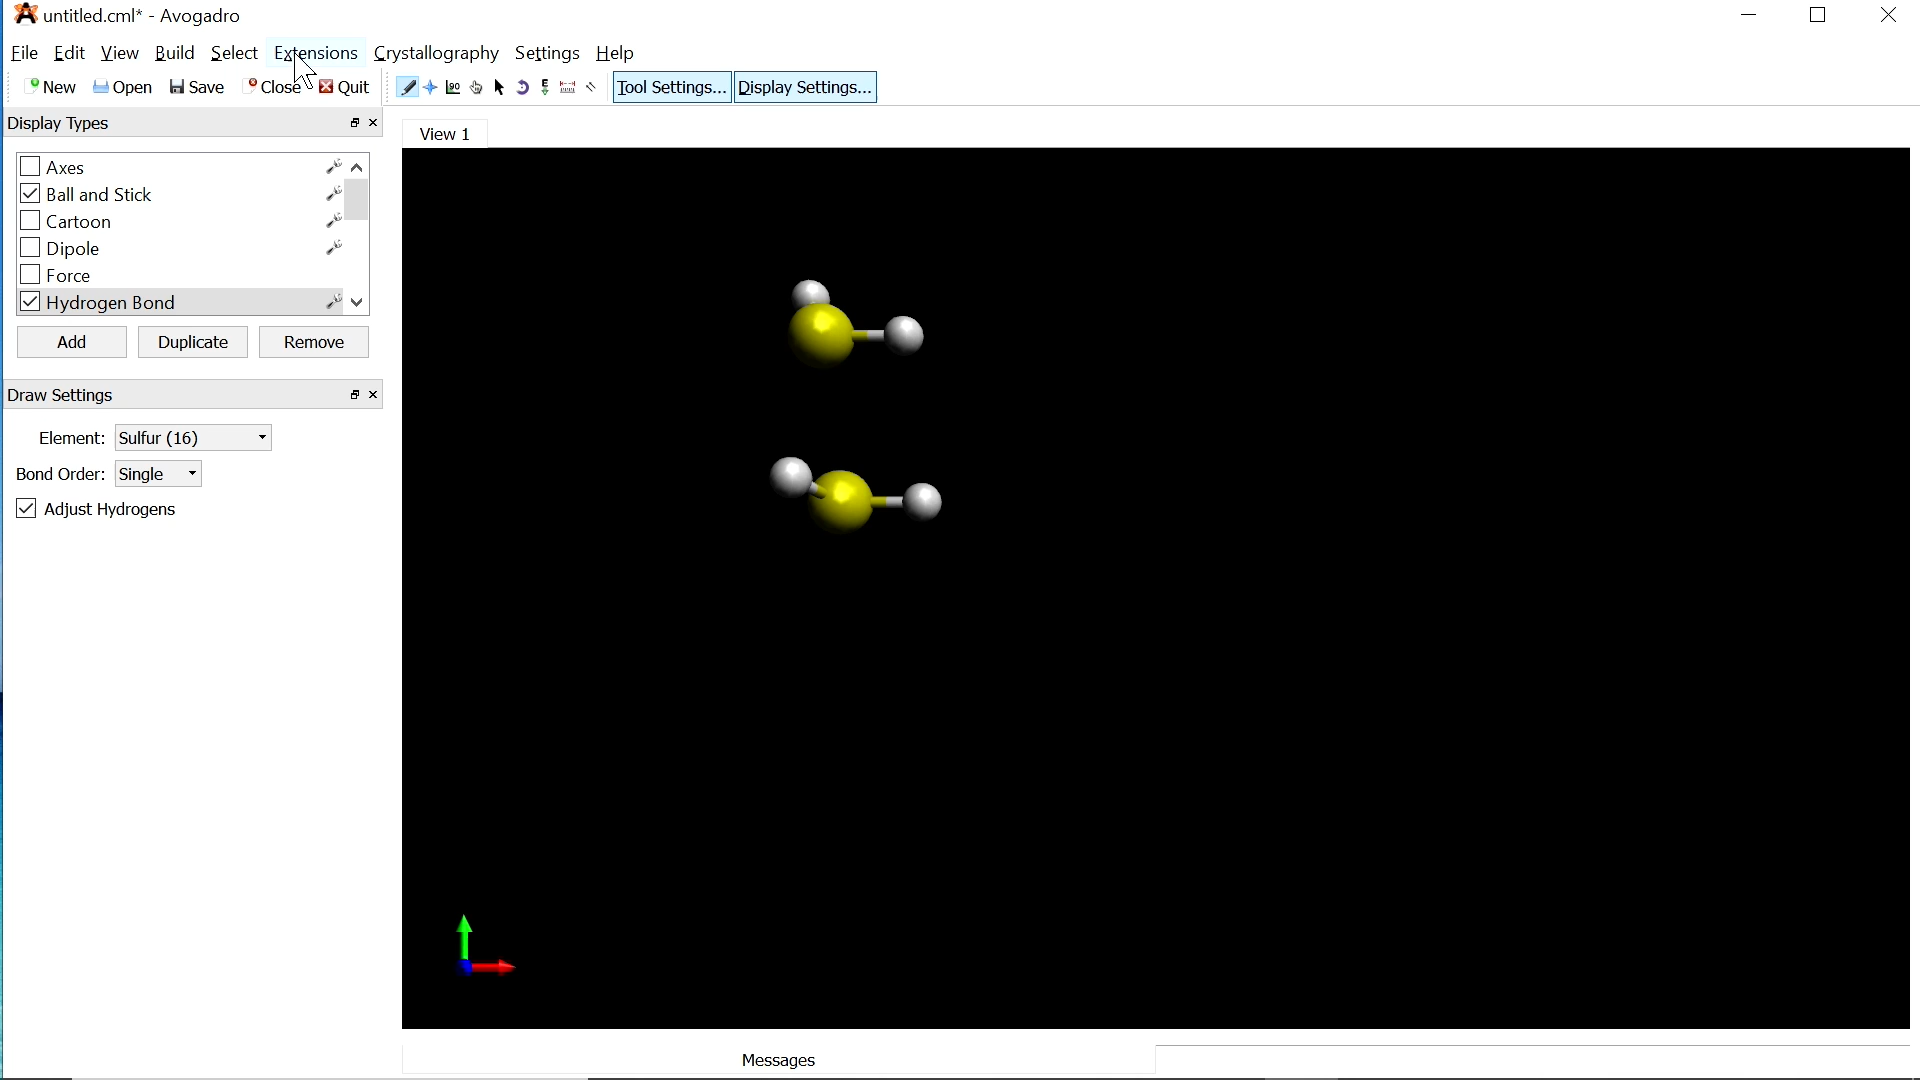 untitled.cml* - Avogadro
File Edit View Build Select Extensions Crystallography Settings Help
New Open Save Close Quit 90 E Tool Settings... Display Settings...
Display Types
View 1
Axes
Ball and Stick
Cartoon
Dipole
Force
Hydrogen Bond
Add Duplicate Remove
Draw Settings
Element: Sulfur (16)
Bond Order: Single
Adjust Hydrogens
Messages